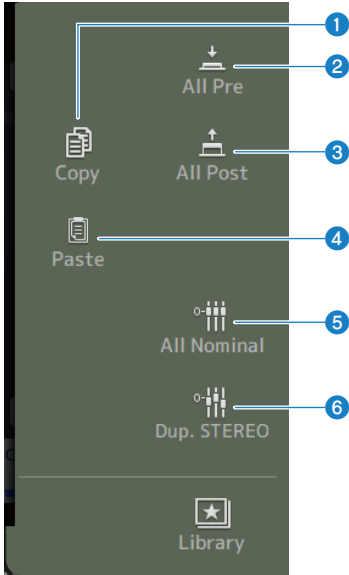 1
2
All Pre
3
Copy
All Post
4
Paste
5
All Nominal
6
Dup. STEREO
Library